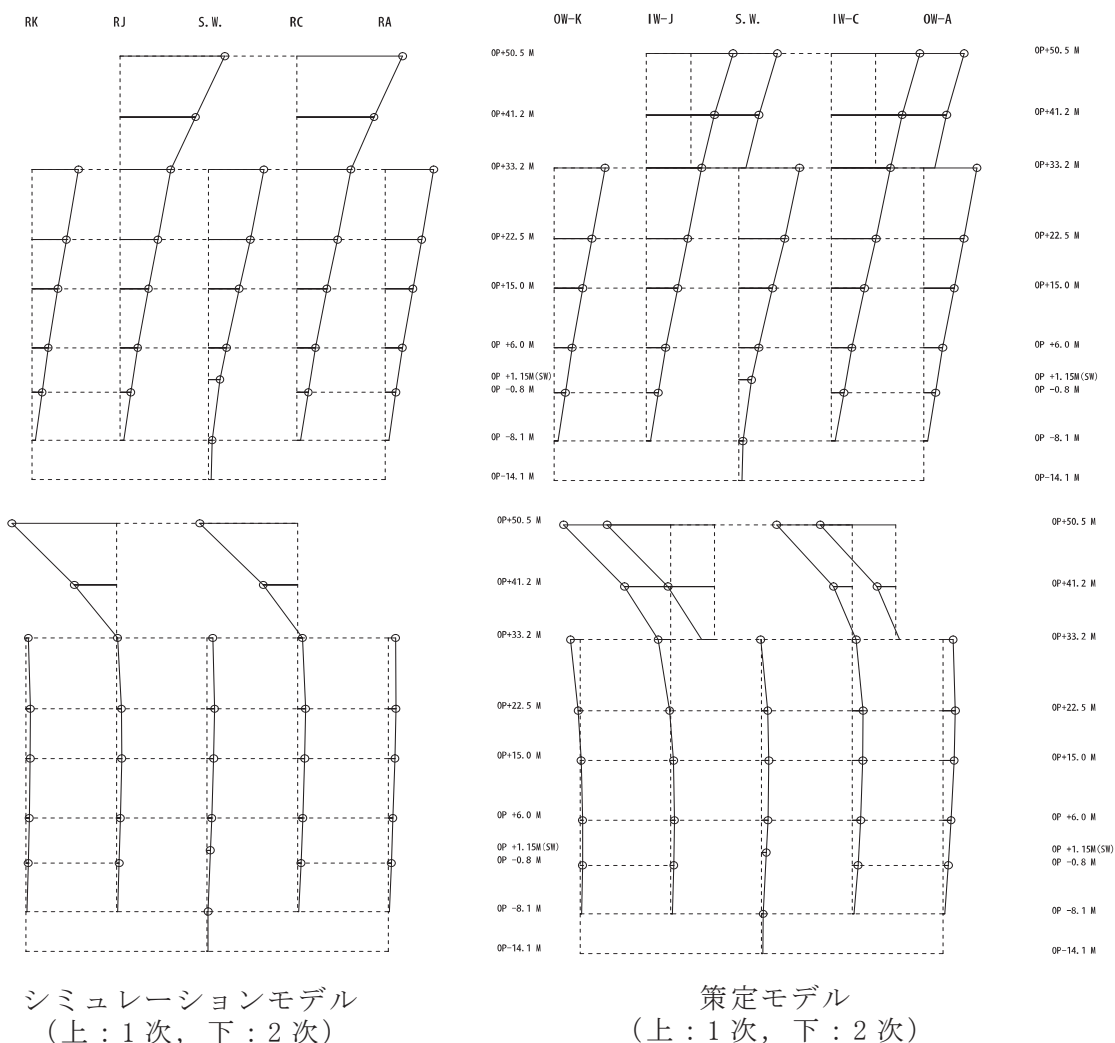 RK RJ S.W. RC RA
OP+50.5 M
OP+41.2 M
OP+33.2 M
OP+22.5 M
OP+15.0 M
OP +6.0 M
OP +1.15M(SW)
OP -0.8 M
OP -8.1 M
OP-14.1 M
OW-K IW-J S.W. IW-C OW-A
OP+50.5 M
OP+41.2 M
OP+33.2 M
OP+22.5 M
OP+15.0 M
OP +6.0 M
OP +1.15M(SW)
OP -0.8 M
OP -8.1 M
OP-14.1 M
OP+50.5 M
OP+41.2 M
OP+33.2 M
OP+22.5 M
OP+15.0 M
OP +6.0 M
OP +1.15M(SW)
OP -0.8 M
OP -8.1 M
OP-14.1 M
OP+50.5 M
OP+41.2 M
OP+33.2 M
OP+22.5 M
OP+15.0 M
OP +6.0 M
OP +1.15M(SW)
OP -0.8 M
OP -8.1 M
OP-14.1 M
シミュレーションモデル
(上:1次,下:2次)
策定モデル
(上:1次,下:2次)